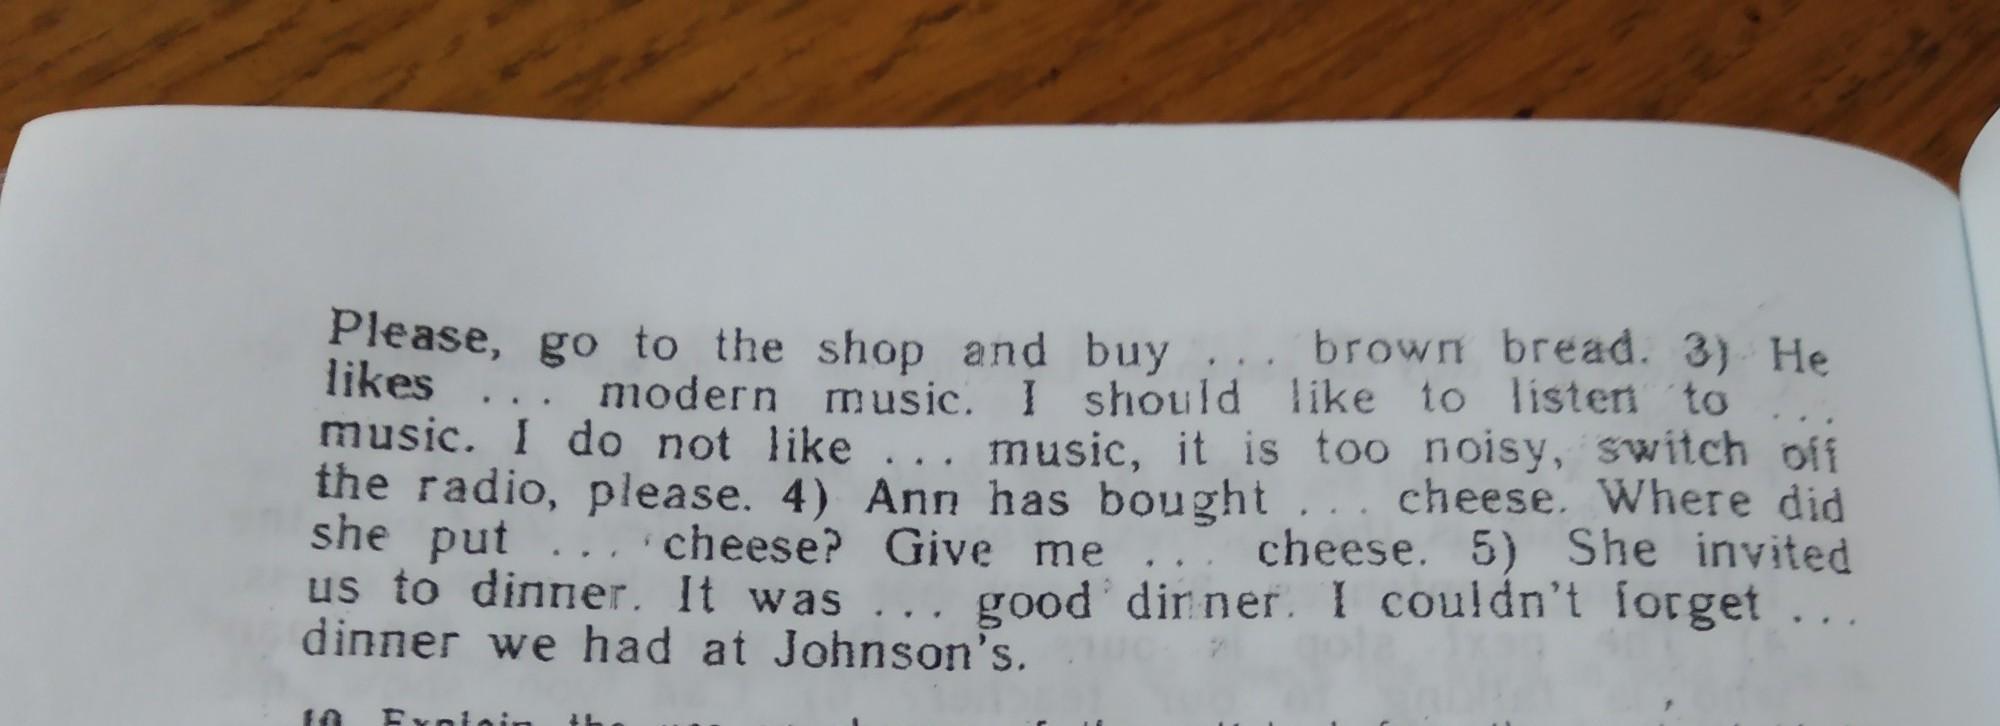 Please, go to the shop and buy ... brown bread. 3) He
likes ... modern music. I should like to listen to ...
music. I do not like ... music, it is too noisy, switch off
the radio, please. 4) Ann has bought ... cheese. Where did
she put ... cheese? Give me ... cheese. 5) She invited
us to dinner. It was ... good dinner. I couldn't forget ...
dinner we had at Johnson's.
10 Explain the